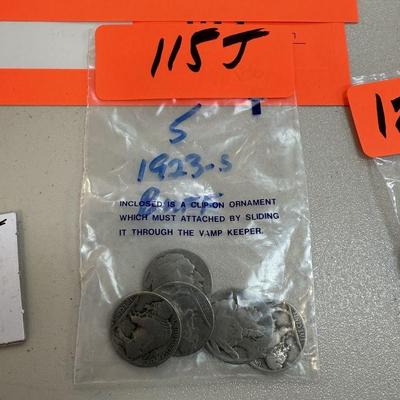 115J
5
1923-S
INCLOSED IS A CLIP-ON ORNAMENT
WHICH MUST ATTACHED BY SLIDING
IT THROUGH THE VAMP KEEPER.